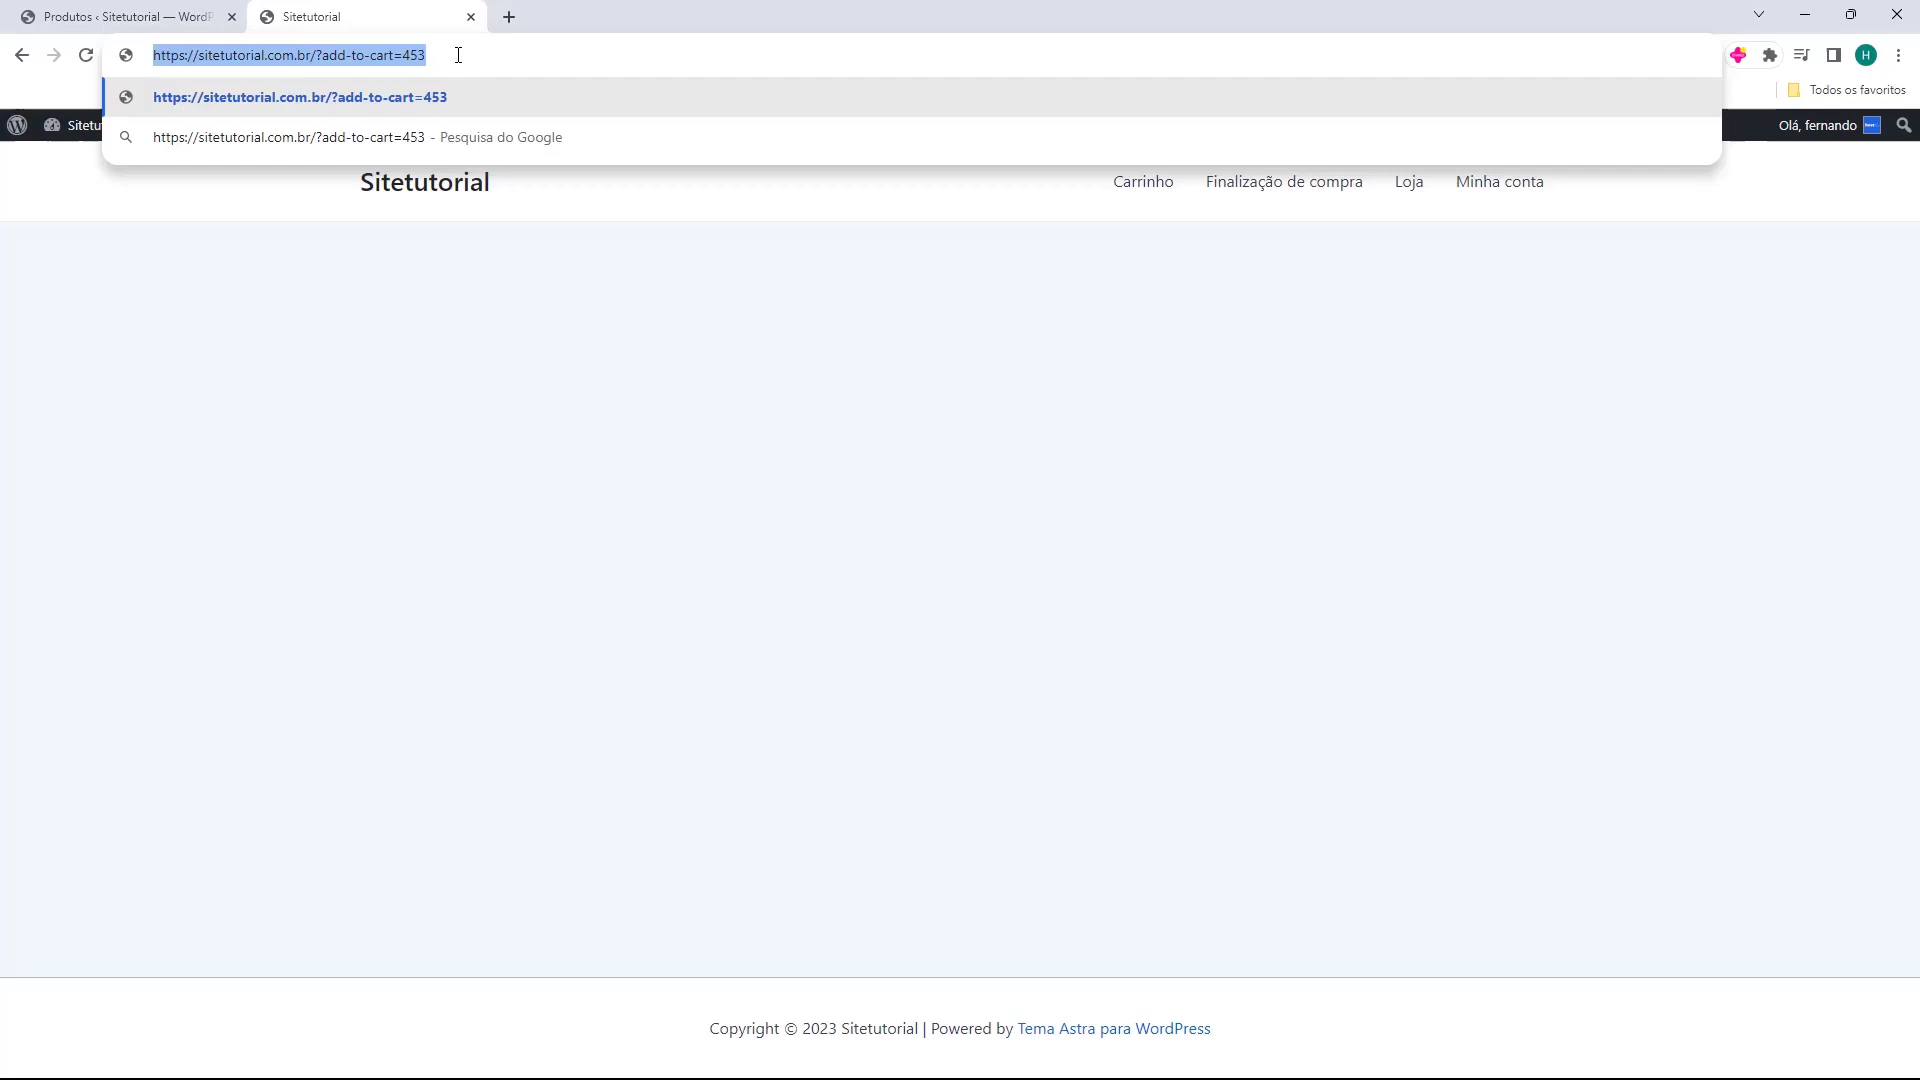 Produtos ‹ Sitetutorial — WordP
Sitetutorial
https://sitetutorial.com.br/?add-to-cart=453
https://sitetutorial.com.br/?add-to-cart=453
https://sitetutorial.com.br/?add-to-cart=453 - Pesquisa do Google
H
Todos os favoritos
Situtu
Olá, fernando
Sitetutorial
Carrinho
Finalização de compra
Loja
Minha conta
Copyright © 2023 Sitetutorial | Powered by Tema Astra para WordPress